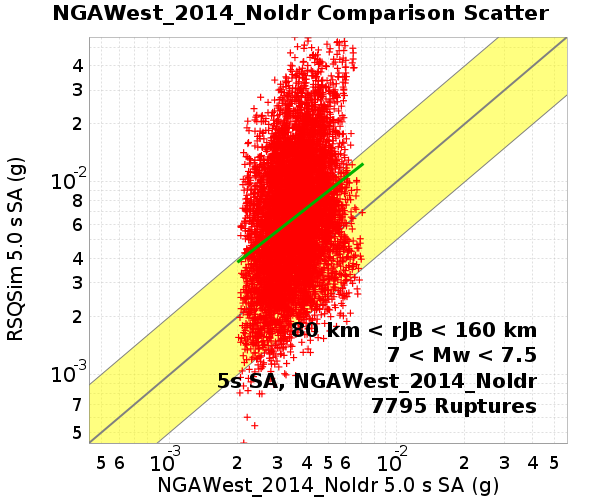 NGAWest_2014_NoIdr Comparison Scatter
RSQSim 5.0 s SA (g)
4
3
2
10-2
8
6
4
3
2
10-3
7
5
80 km < rJB < 160 km
7 < Mw < 7.5
5s SA, NGAWest_2014_NoIdr
7795 Ruptures
5 6 10-3 2 3 4 5 6 10-2 2 3 4 5
NGAWest_2014_NoIdr 5.0 s SA (g)